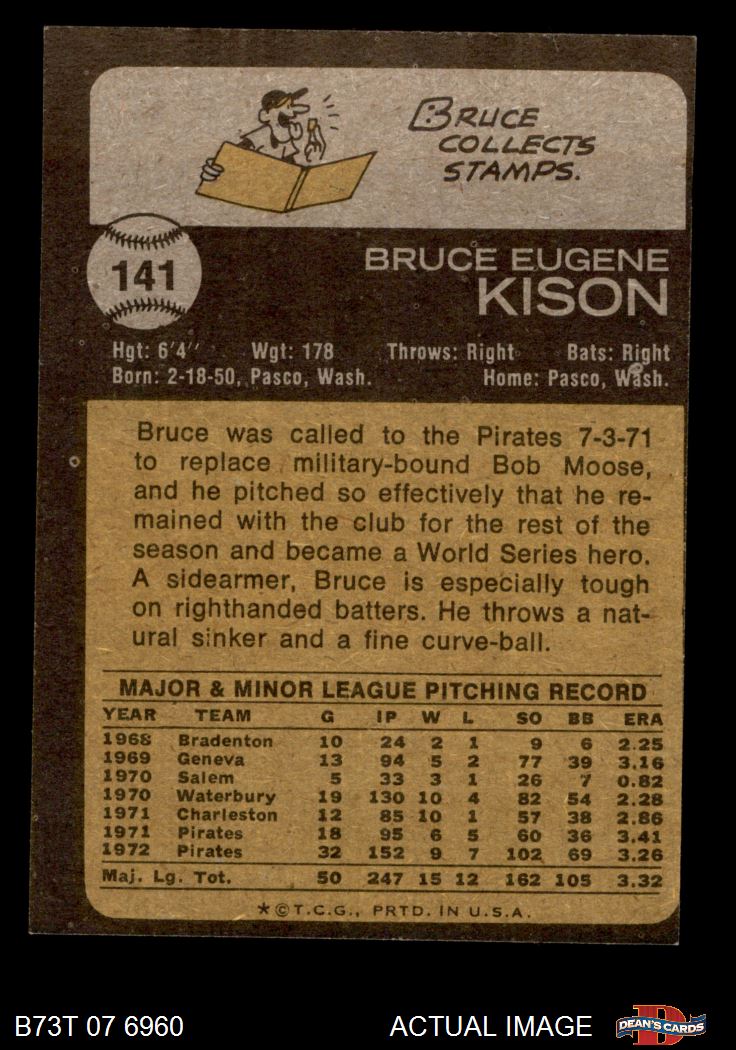 BRUCE
COLLECTS
STAMPS.
141
BRUCE EUGENE
KISON
Hgt: 6'4" Wgt: 178 Throws: Right Bats: Right
Born: 2-18-50, Pasco, Wash. Home: Pasco, Wash.
Bruce was called to the Pirates 7-3-71
to replace military-bound Bob Moose,
and he pitched so effectively that he re-
mained with the club for the rest of the
season and became a World Series hero.
A sidearmer, Bruce is especially tough
on righthanded batters. He throws a nat-
ural sinker and a fine curve-ball.
MAJOR & MINOR LEAGUE PITCHING RECORD
YEAR TEAM G IP W L SO BB ERA
1968 Bradenton 10 24 2 1 9 6 2.25
1969 Geneva 13 94 5 2 77 39 3.16
1970 Salem 5 33 3 1 26 7 0.82
1970 Waterbury 19 130 10 4 82 54 2.28
1971 Charleston 12 85 10 1 57 38 2.86
1971 Pirates 18 95 6 5 60 36 3.41
1972 Pirates 32 152 9 7 102 69 3.26
Maj. Lg. Tot. 50 247 15 12 162 105 3.32
*©T.C.G., PRTD. IN U.S.A.
B73T 07 6960 ACTUAL IMAGE DEAN'S CARDS